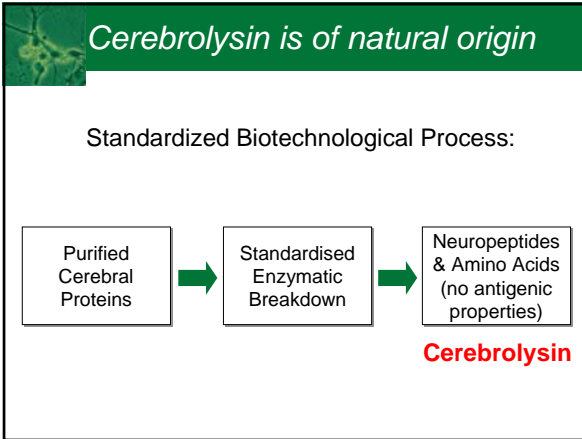 Cerebrolysin is of natural origin
Standardized Biotechnological Process:
Purified
Cerebral
Proteins
Standardised
Enzymatic
Breakdown
Neuropeptides
& Amino Acids
(no antigenic
properties)
Cerebrolysin